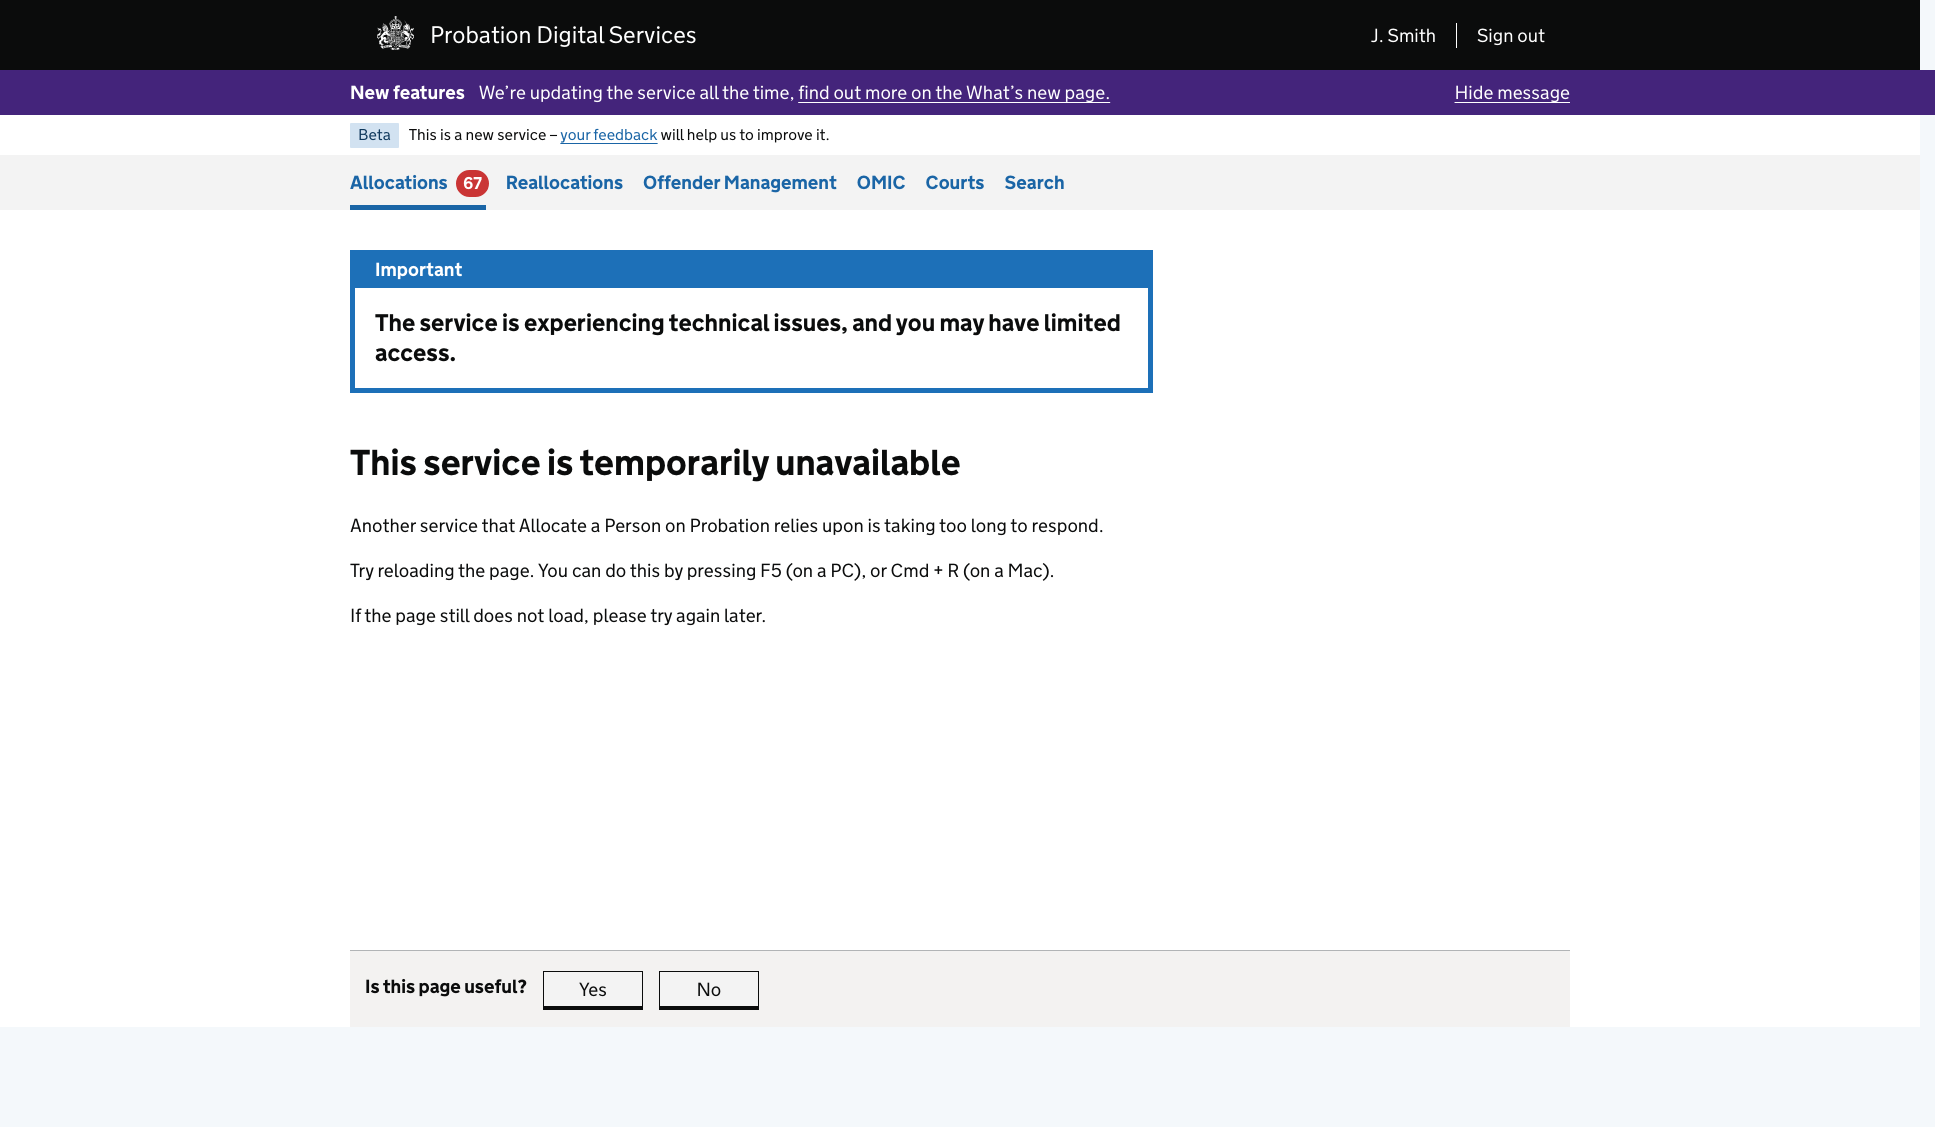 Probation Digital Services
J. Smith
Sign out
New features We’re updating the service all the time, find out more on the What’s new page.
Hide message
Beta This is a new service – your feedback will help us to improve it.
Allocations 67 Reallocations Offender Management OMIC Courts Search
Important
The service is experiencing technical issues, and you may have limited
access.
This service is temporarily unavailable
Another service that Allocate a Person on Probation relies upon is taking too long to respond.
Try reloading the page. You can do this by pressing F5 (on a PC), or Cmd + R (on a Mac).
If the page still does not load, please try again later.
Is this page useful? Yes No